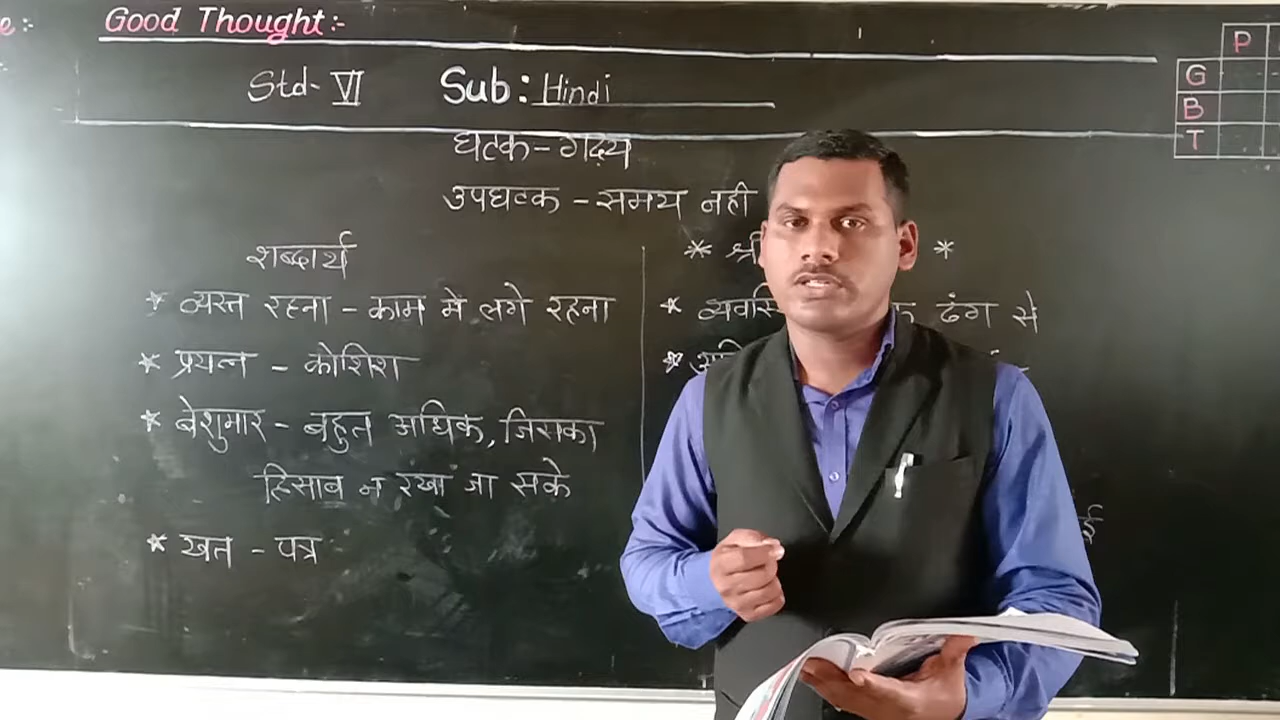 e:
Good Thought:-
P
Std- VI Sub: Hindi
G
B
T
घटक - गद्य
उपघटक - समय नही
शब्दार्थ
* श्री *
* व्यस्त रहना - काम मे लगे रहना
* ढंग से
* प्रयत्न - कोशिश
* बेशुमार - बहुत अधिक, जिसका
हिसाब न रखा जा सके
* खत - पत्र
ई